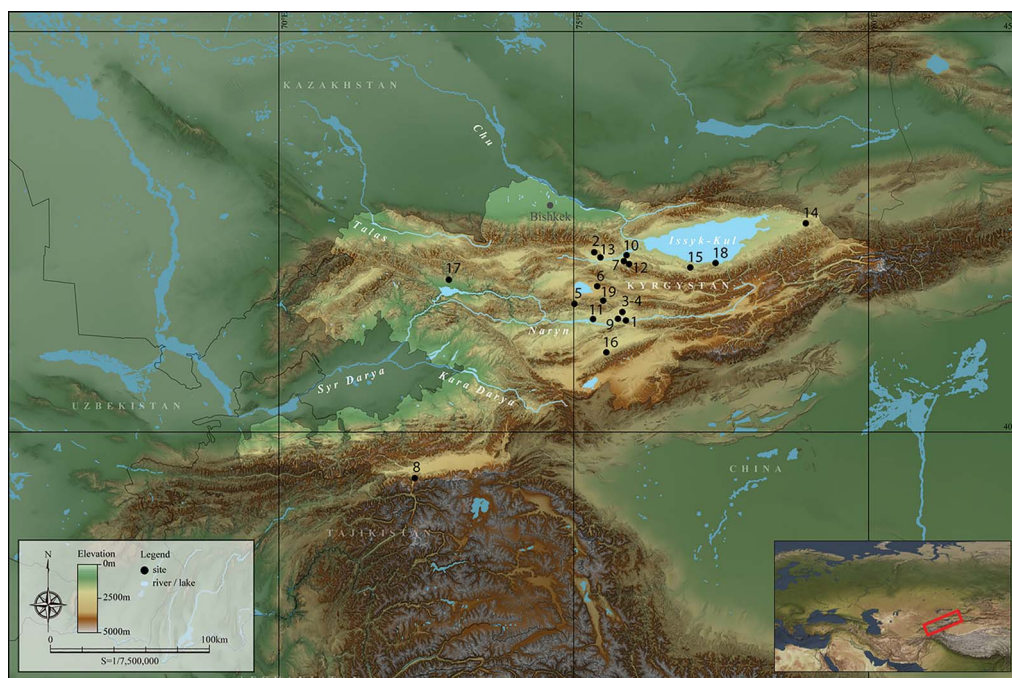 70°E
75°E
45
KAZAKHSTAN
Chu
Bishkek
Talas
Issyk-Kul
14
2
13
10
7
12
15
18
17
6
KYRGYSTAN
19
5
3-4
11
9
1
Naryn
16
Syr Darya
Kara Darya
UZBEKISTAN
40
8
CHINA
TAJIKISTAN
N
Elevation
0m
2500m
5000m
Legend
site
river / lake
0
100km
S=1/7,500,000